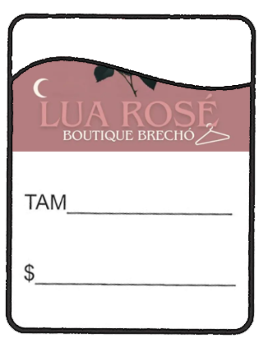 LUA ROSÉ
BOUTIQUE BRECHÓ
TAM
$